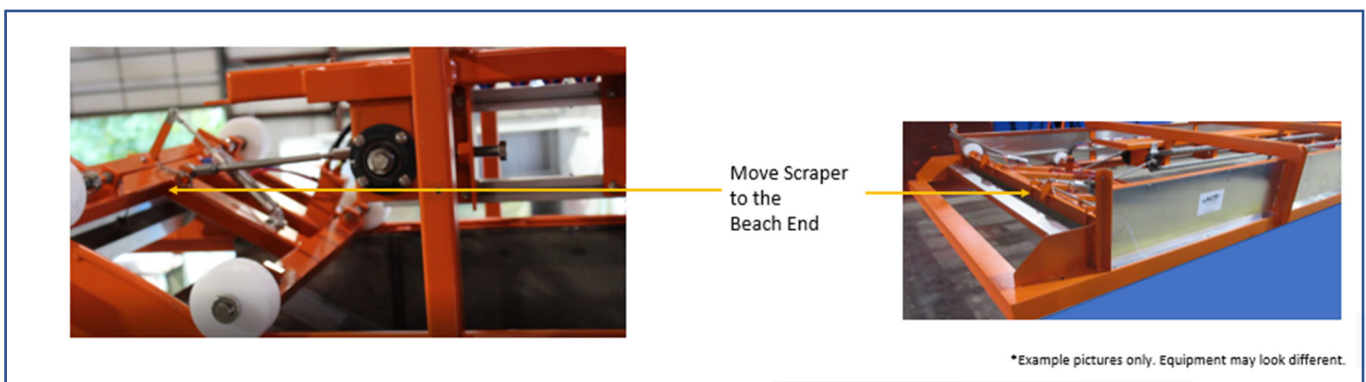 Move Scraper
to the
Beach End
*Example pictures only. Equipment may look different.